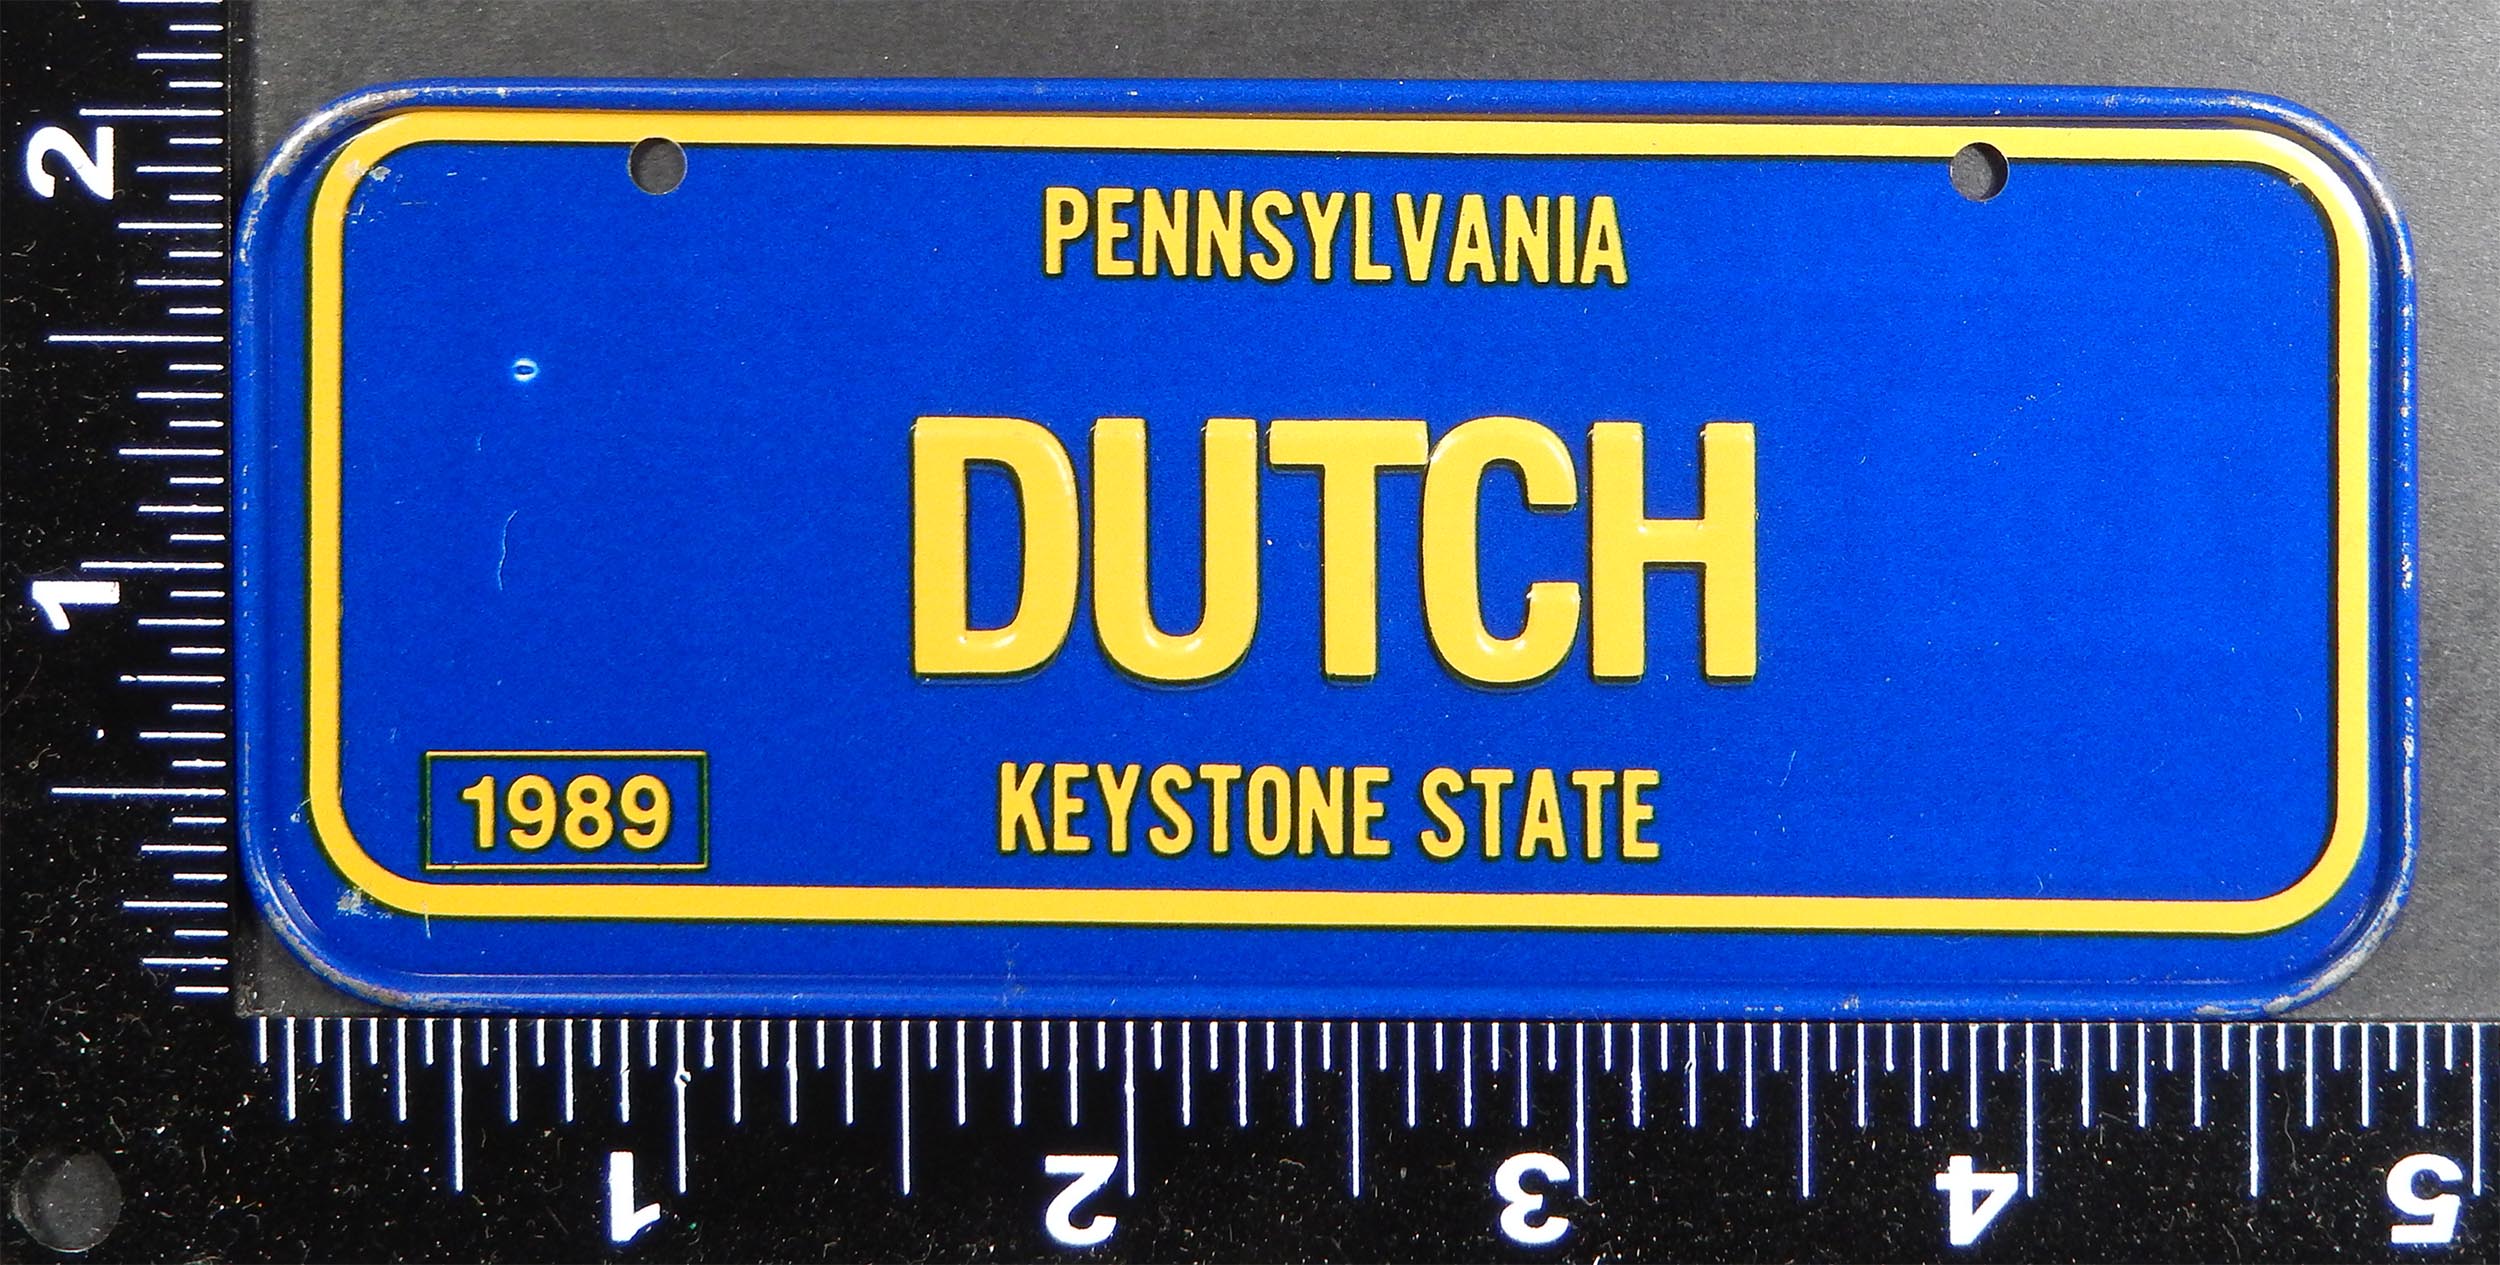 PENNSYLVANIA
DUTCH
1989
KEYSTONE STATE
2
1
1 2 3 4 5